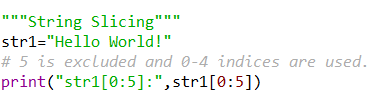 """String Slicing"""
str1="Hello World!"
# 5 is excluded and 0-4 indices are used.
print("str1[0:5]:",str1[0:5])